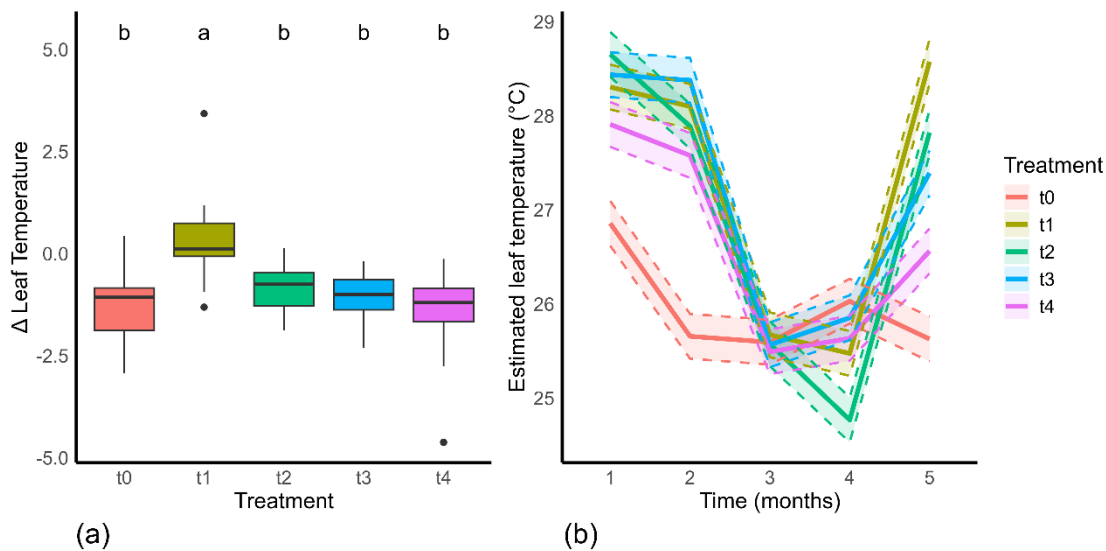 b a b b b
5.0
2.5
0.0
-2.5
-5.0
Δ Leaf Temperature
t0 t1 t2 t3 t4
Treatment
(a)
29
28
27
26
25
Estimated leaf temperature (°C)
1 2 3 4 5
Time (months)
(b)
Treatment
t0
t1
t2
t3
t4